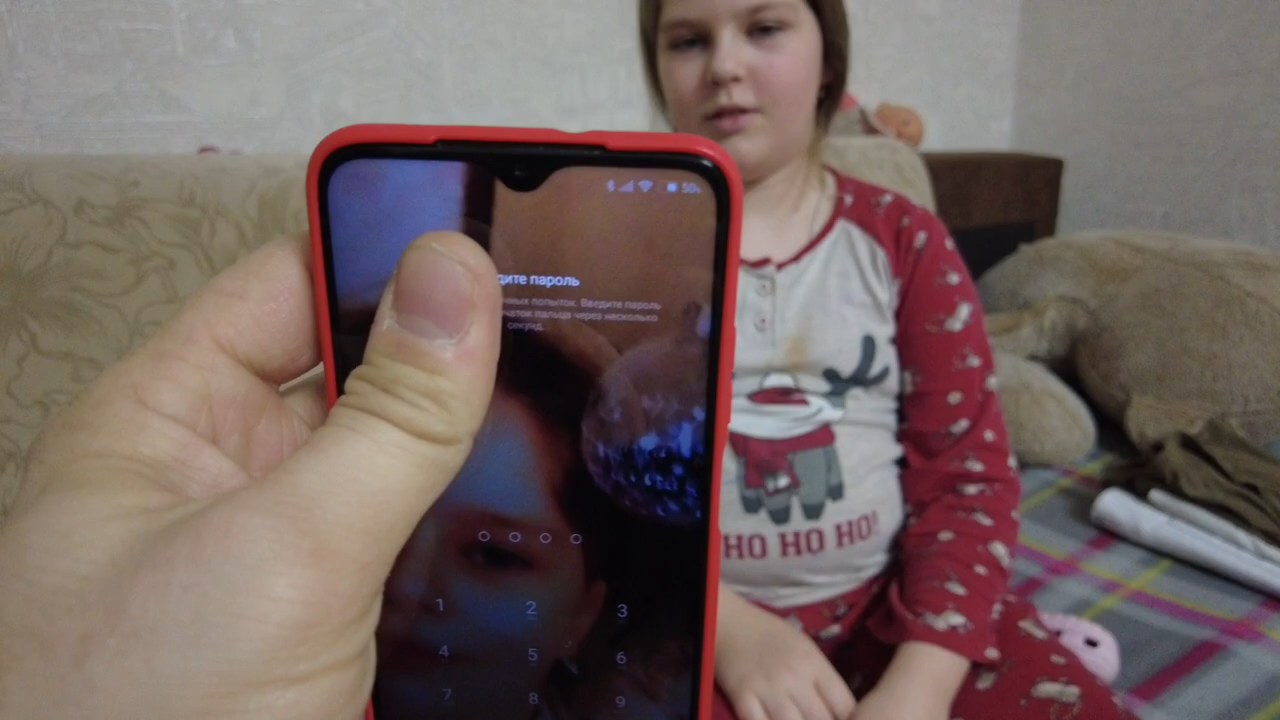 50%
дите пароль
нных попыток. Введите пароль
чаток пальца через несколько
секунд.
1 2 3
4 5 6
7 8 9
HO HO HO!